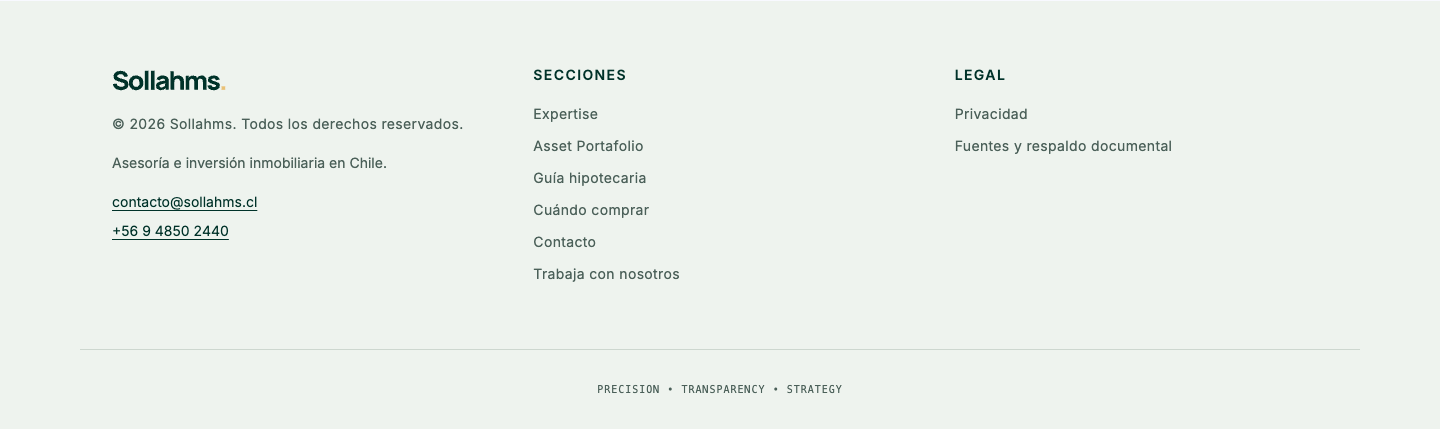 Sollahms.
© 2026 Sollahms. Todos los derechos reservados.
Asesoría e inversión inmobiliaria en Chile.
contacto@sollahms.cl
+56 9 4850 2440
SECCIONES
Expertise
Asset Portafolio
Guía hipotecaria
Cuándo comprar
Contacto
Trabaja con nosotros
LEGAL
Privacidad
Fuentes y respaldo documental
PRECISION • TRANSPARENCY • STRATEGY